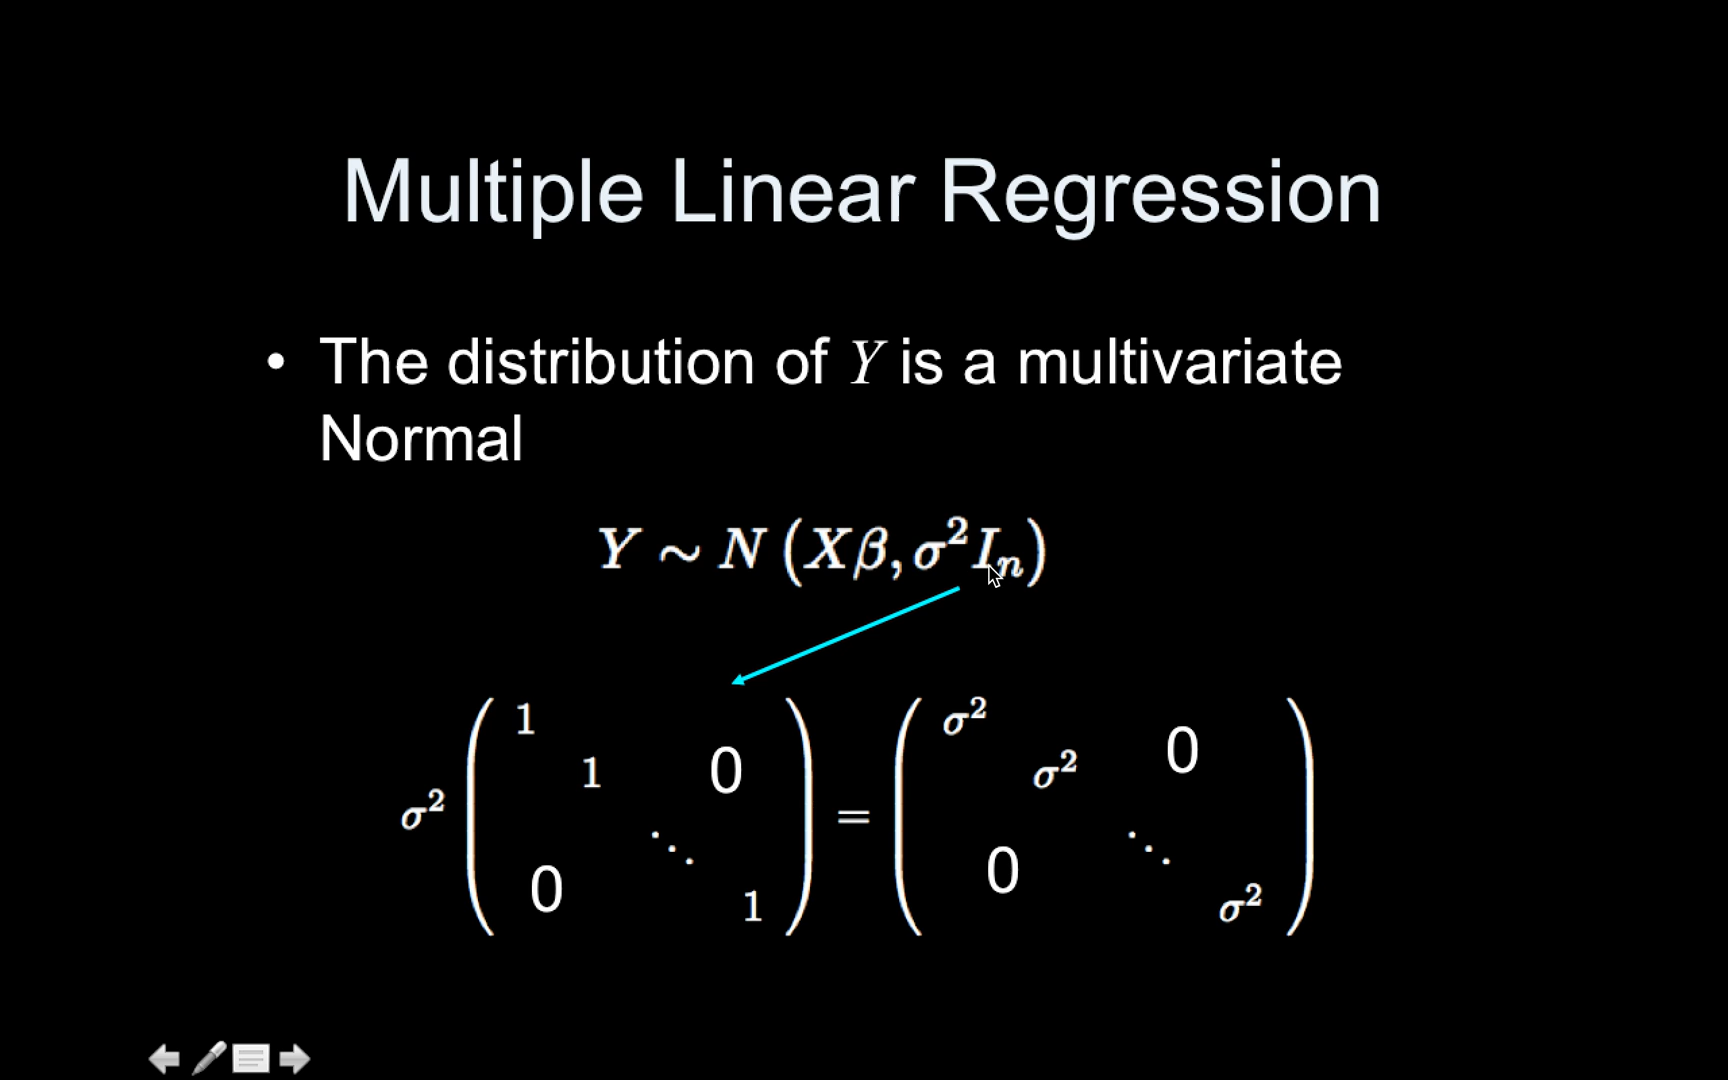 Multiple Linear Regression
• The distribution of Y is a multivariate
Normal
Y ~ N (Xβ, σ²Iₙ)
σ² ( 1 1 0 ⋱ 0 1 ) = ( σ² σ² 0 ⋱ 0 σ² )